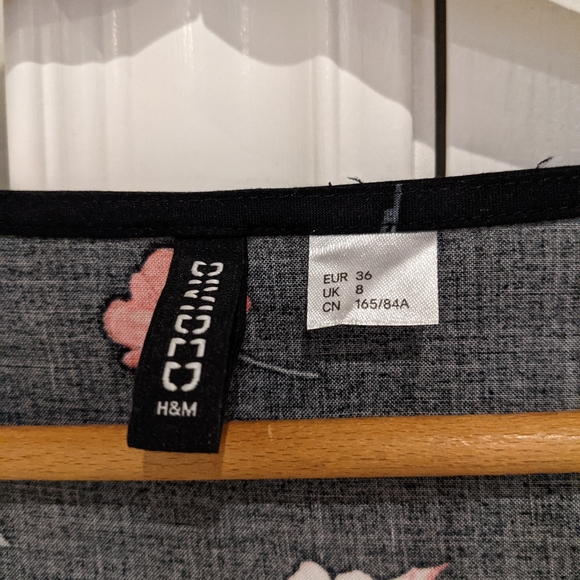 DIVIDED
H&M
EUR 36
UK 8
CN 165/84A